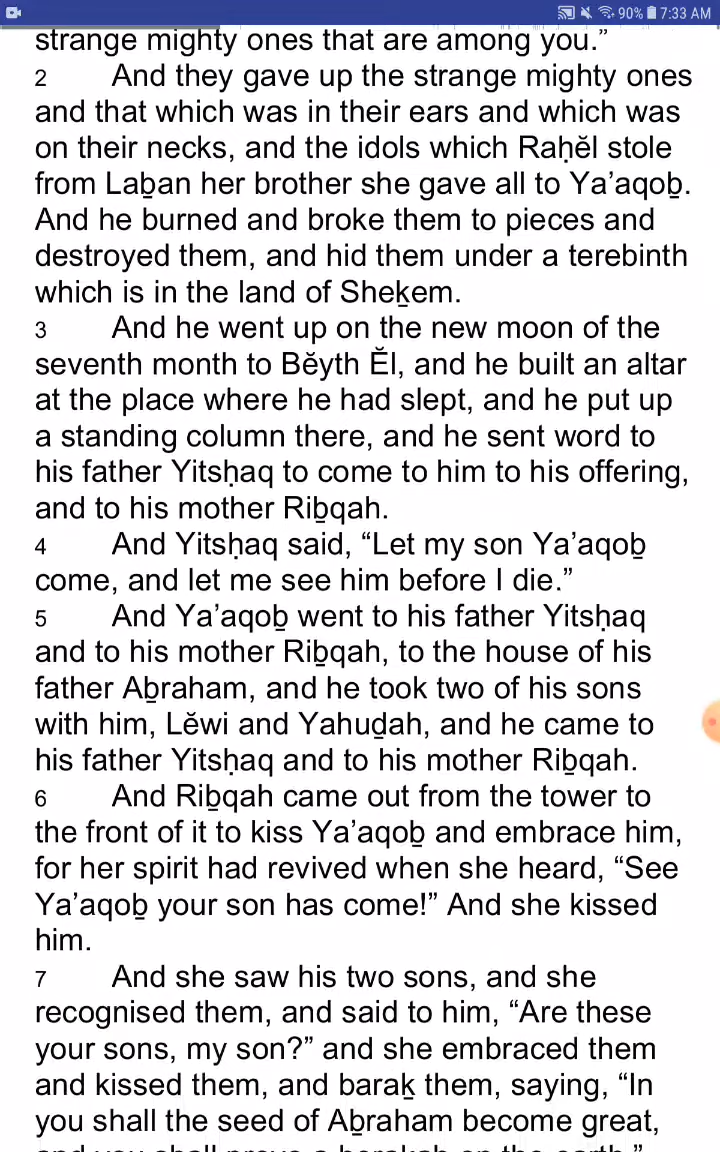 90% 7:33 AM
strange mighty ones that are among you.”
2 And they gave up the strange mighty ones
and that which was in their ears and which was
on their necks, and the idols which Raḥĕl stole
from Laḇan her brother she gave all to Ya’aqoḇ.
And he burned and broke them to pieces and
destroyed them, and hid them under a terebinth
which is in the land of Sheḵem.
3 And he went up on the new moon of the
seventh month to Bĕyth Ĕl, and he built an altar
at the place where he had slept, and he put up
a standing column there, and he sent word to
his father Yitsḥaq to come to him to his offering,
and to his mother Riḇqah.
4 And Yitsḥaq said, “Let my son Ya’aqoḇ
come, and let me see him before I die.”
5 And Ya’aqoḇ went to his father Yitsḥaq
and to his mother Riḇqah, to the house of his
father Aḇraham, and he took two of his sons
with him, Lĕwi and Yahuḏah, and he came to
his father Yitsḥaq and to his mother Riḇqah.
6 And Riḇqah came out from the tower to
the front of it to kiss Ya’aqoḇ and embrace him,
for her spirit had revived when she heard, “See
Ya’aqoḇ your son has come!” And she kissed
him.
7 And she saw his two sons, and she
recognised them, and said to him, “Are these
your sons, my son?” and she embraced them
and kissed them, and baraḵ them, saying, “In
you shall the seed of Aḇraham become great,
and you shall prove a beraḵah on the earth.”